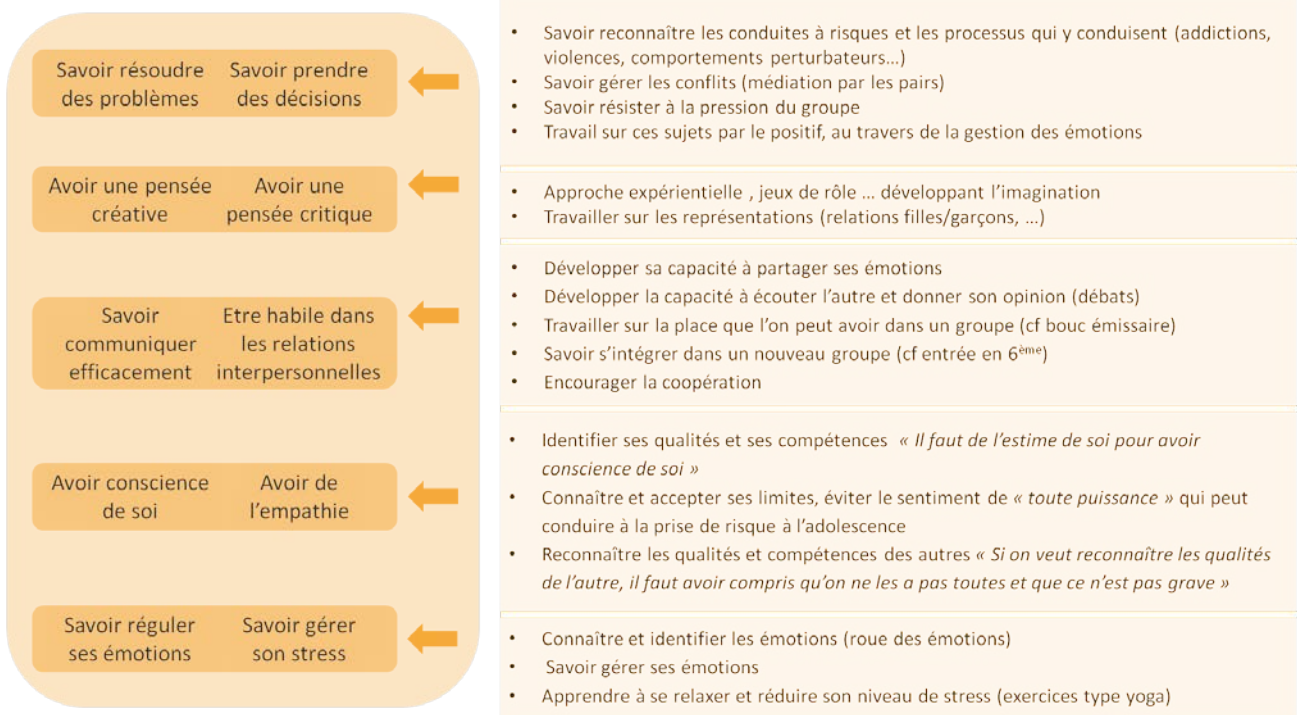 Savoir résoudre des problèmes
Savoir prendre des décisions
• Savoir reconnaître les conduites à risques et les processus qui y conduisent (addictions,
violences, comportements perturbateurs…)
• Savoir gérer les conflits (médiation par les pairs)
• Savoir résister à la pression du groupe
• Travail sur ces sujets par le positif, au travers de la gestion des émotions
Avoir une pensée
créative
Avoir une
pensée critique
• Approche expérientielle , jeux de rôle … développant l’imagination
• Travailler sur les représentations (relations filles/garçons, …)
Savoir
communiquer
efficacement
Etre habile dans
les relations
interpersonnelles
• Développer sa capacité à partager ses émotions
• Développer la capacité à écouter l’autre et donner son opinion (débats)
• Travailler sur la place que l’on peut avoir dans un groupe (cf bouc émissaire)
• Savoir s’intégrer dans un nouveau groupe (cf entrée en 6ème)
• Encourager la coopération
Avoir conscience
de soi
Avoir de
l’empathie
• Identifier ses qualités et ses compétences « Il faut de l’estime de soi pour avoir
conscience de soi »
• Connaître et accepter ses limites, éviter le sentiment de « toute puissance » qui peut
conduire à la prise de risque à l’adolescence
• Reconnaître les qualités et compétences des autres « Si on veut reconnaître les qualités
de l’autre, il faut avoir compris qu’on ne les a pas toutes et que ce n’est pas grave »
Savoir réguler
ses émotions
Savoir gérer
son stress
• Connaître et identifier les émotions (roue des émotions)
• Savoir gérer ses émotions
• Apprendre à se relaxer et réduire son niveau de stress (exercices type yoga)